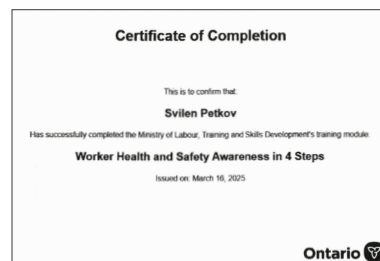 Certificate of Completion
This is to confirm that:
Svilen Petkov
Has successfully completed the Ministry of Labour, Training and Skills Development's training module:
Worker Health and Safety Awareness in 4 Steps
Issued on: March 16, 2025
Ontario